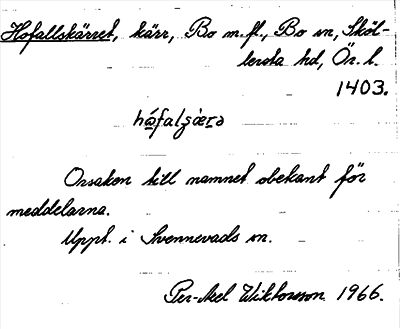 Hofallskärret, kärr, Bo m.fl., Bo sn, Sköl-
lersta hd, Ör. l.
1403.
Orsaken till namnet obekant för
meddelarna.
Uppt. i Svennevads sn.
Per-Axel Wiktorsson 1966.